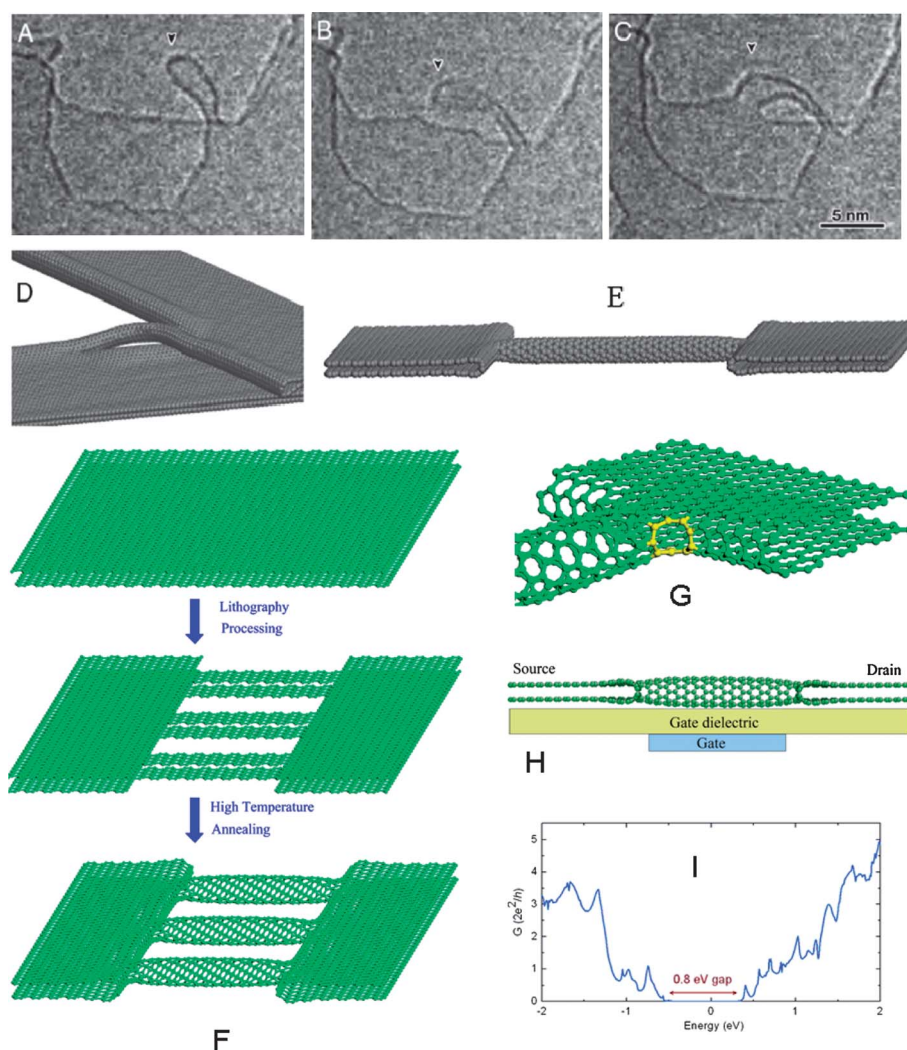 A
B
C
5 nm
D
E
Lithography
Processing
G
Source
Drain
Gate dielectric
Gate
H
High Temperature
Annealing
I
G (2e²/h)
5
4
3
2
1
0
0.8 eV gap
-2
-1
0
1
2
Energy (eV)
F